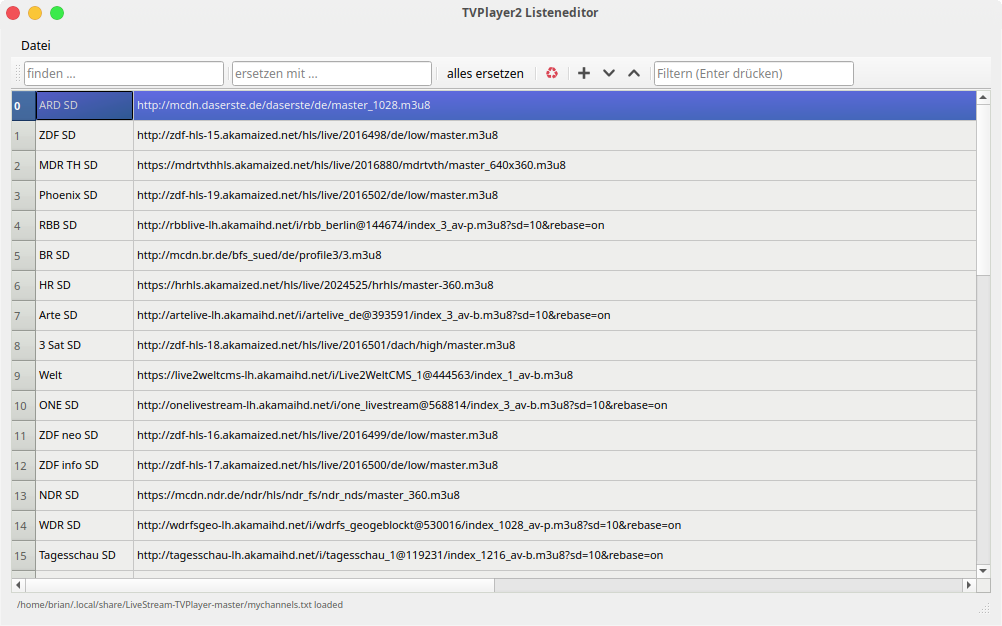 TVPlayer2 Listeneditor
Datei
finden ... ersetzen mit ... alles ersetzen Filtern (Enter drücken)
0 ARD SD http://mcdn.daserste.de/daserste/de/master_1028.m3u8
1 ZDF SD http://zdf-hls-15.akamaized.net/hls/live/2016498/de/low/master.m3u8
2 MDR TH SD https://mdrtvthhls.akamaized.net/hls/live/2016880/mdrtvth/master_640x360.m3u8
3 Phoenix SD http://zdf-hls-19.akamaized.net/hls/live/2016502/de/low/master.m3u8
4 RBB SD http://rbblive-lh.akamaihd.net/i/rbb_berlin@144674/index_3_av-p.m3u8?sd=10&rebase=on
5 BR SD http://mcdn.br.de/bfs_sued/de/profile3/3.m3u8
6 HR SD https://hrhls.akamaized.net/hls/live/2024525/hrhls/master-360.m3u8
7 Arte SD http://artelive-lh.akamaihd.net/i/artelive_de@393591/index_3_av-b.m3u8?sd=10&rebase=on
8 3 Sat SD http://zdf-hls-18.akamaized.net/hls/live/2016501/dach/high/master.m3u8
9 Welt https://live2weltcms-lh.akamaihd.net/i/Live2WeltCMS_1@444563/index_1_av-b.m3u8
10 ONE SD http://onelivestream-lh.akamaihd.net/i/one_livestream@568814/index_3_av-b.m3u8?sd=10&rebase=on
11 ZDF neo SD http://zdf-hls-16.akamaized.net/hls/live/2016499/de/low/master.m3u8
12 ZDF info SD http://zdf-hls-17.akamaized.net/hls/live/2016500/de/low/master.m3u8
13 NDR SD https://mcdn.ndr.de/ndr/hls/ndr_fs/ndr_nds/master_360.m3u8
14 WDR SD http://wdrfsgeo-lh.akamaihd.net/i/wdrfs_geogeblockt@530016/index_1028_av-p.m3u8?sd=10&rebase=on
15 Tagesschau SD http://tagesschau-lh.akamaihd.net/i/tagesschau_1@119231/index_1216_av-b.m3u8?sd=10&rebase=on
/home/brian/.local/share/LiveStream-TVPlayer-master/mychannels.txt loaded